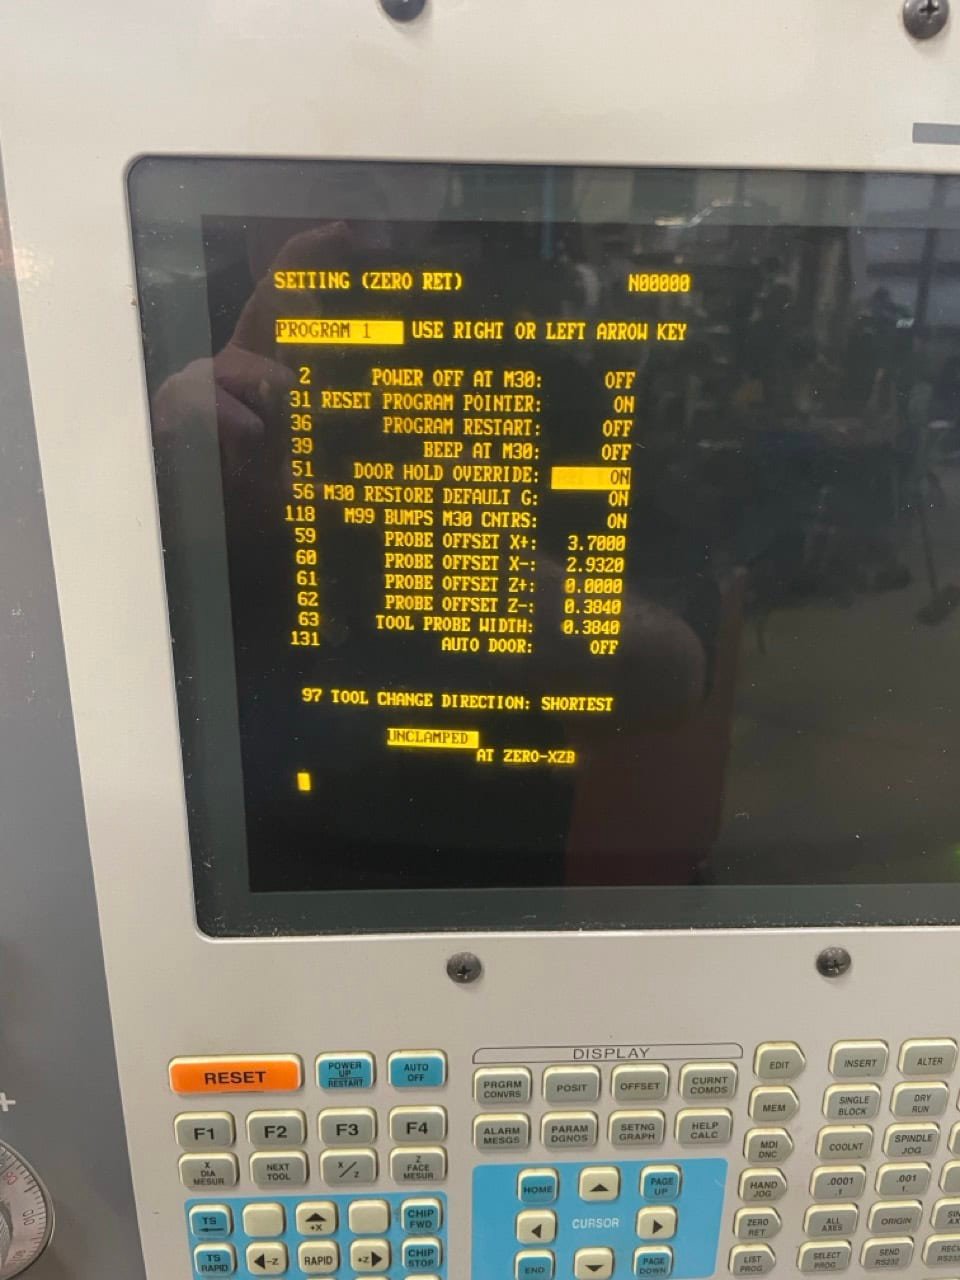 SETTING (ZERO RET) N00000
PROGRAM 1 USE RIGHT OR LEFT ARROW KEY
2 POWER OFF AT M30: OFF
31 RESET PROGRAM POINTER: ON
36 PROGRAM RESTART: OFF
39 BEEP AT M30: OFF
51 DOOR HOLD OVERRIDE: ON
56 M30 RESTORE DEFAULT G: ON
118 M99 BUMPS M30 CNTRS: ON
59 PROBE OFFSET X+: 3.7000
60 PROBE OFFSET X-: 2.9320
61 PROBE OFFSET Z+: 0.0000
62 PROBE OFFSET Z-: 0.3840
63 TOOL PROBE WIDTH: 0.3840
131 AUTO DOOR: OFF
97 TOOL CHANGE DIRECTION: SHORTEST
UNCLAMPED
AT ZERO-XZB
RESET
POWER UP RESTART
AUTO OFF
F1 F2 F3 F4
X DIA MESUR
NEXT TOOL
X/Z
Z FACE MESUR
TS
+X
CHIP FWD
TS RAPID
-Z
RAPID
+Z
CHIP STOP
DISPLAY
PRGRM CONVRS
POSIT
OFFSET
CURNT COMDS
ALARM MESGS
PARAM DGNOS
SETNG GRAPH
HELP CALC
HOME
PAGE UP
CURSOR
END
PAGE DOWN
EDIT
INSERT
ALTER
MEM
SINGLE BLOCK
DRY RUN
MDI DNC
COOLNT
SPINDLE JOG
HAND JOG
.0001 .1
.001 1.
ZERO RET
ALL AXES
ORIGIN
LIST PROG
SELECT PROG
SEND RS232